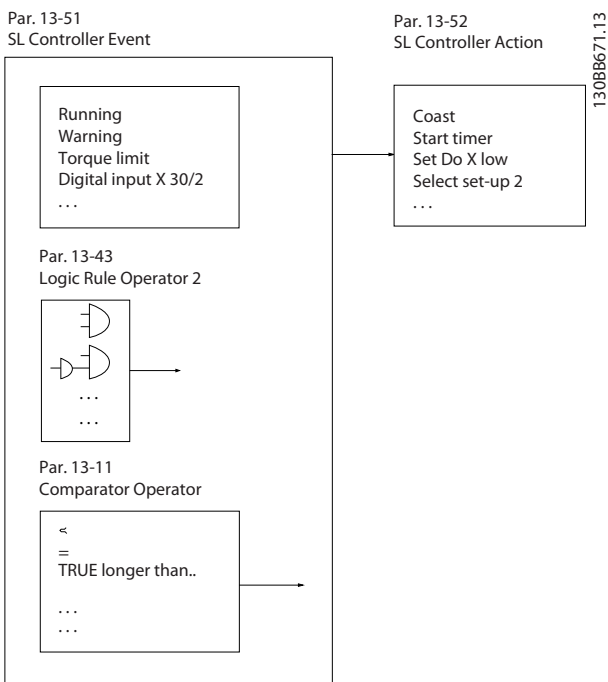 Par. 13-51
SL Controller Event
Par. 13-52
SL Controller Action
130BB671.13
Running
Warning
Torque limit
Digital input X 30/2
. . .
Coast
Start timer
Set Do X low
Select set-up 2
. . .
Par. 13-43
Logic Rule Operator 2
. . .
. . .
Par. 13-11
Comparator Operator
<
=
TRUE longer than..
. . .
. . .